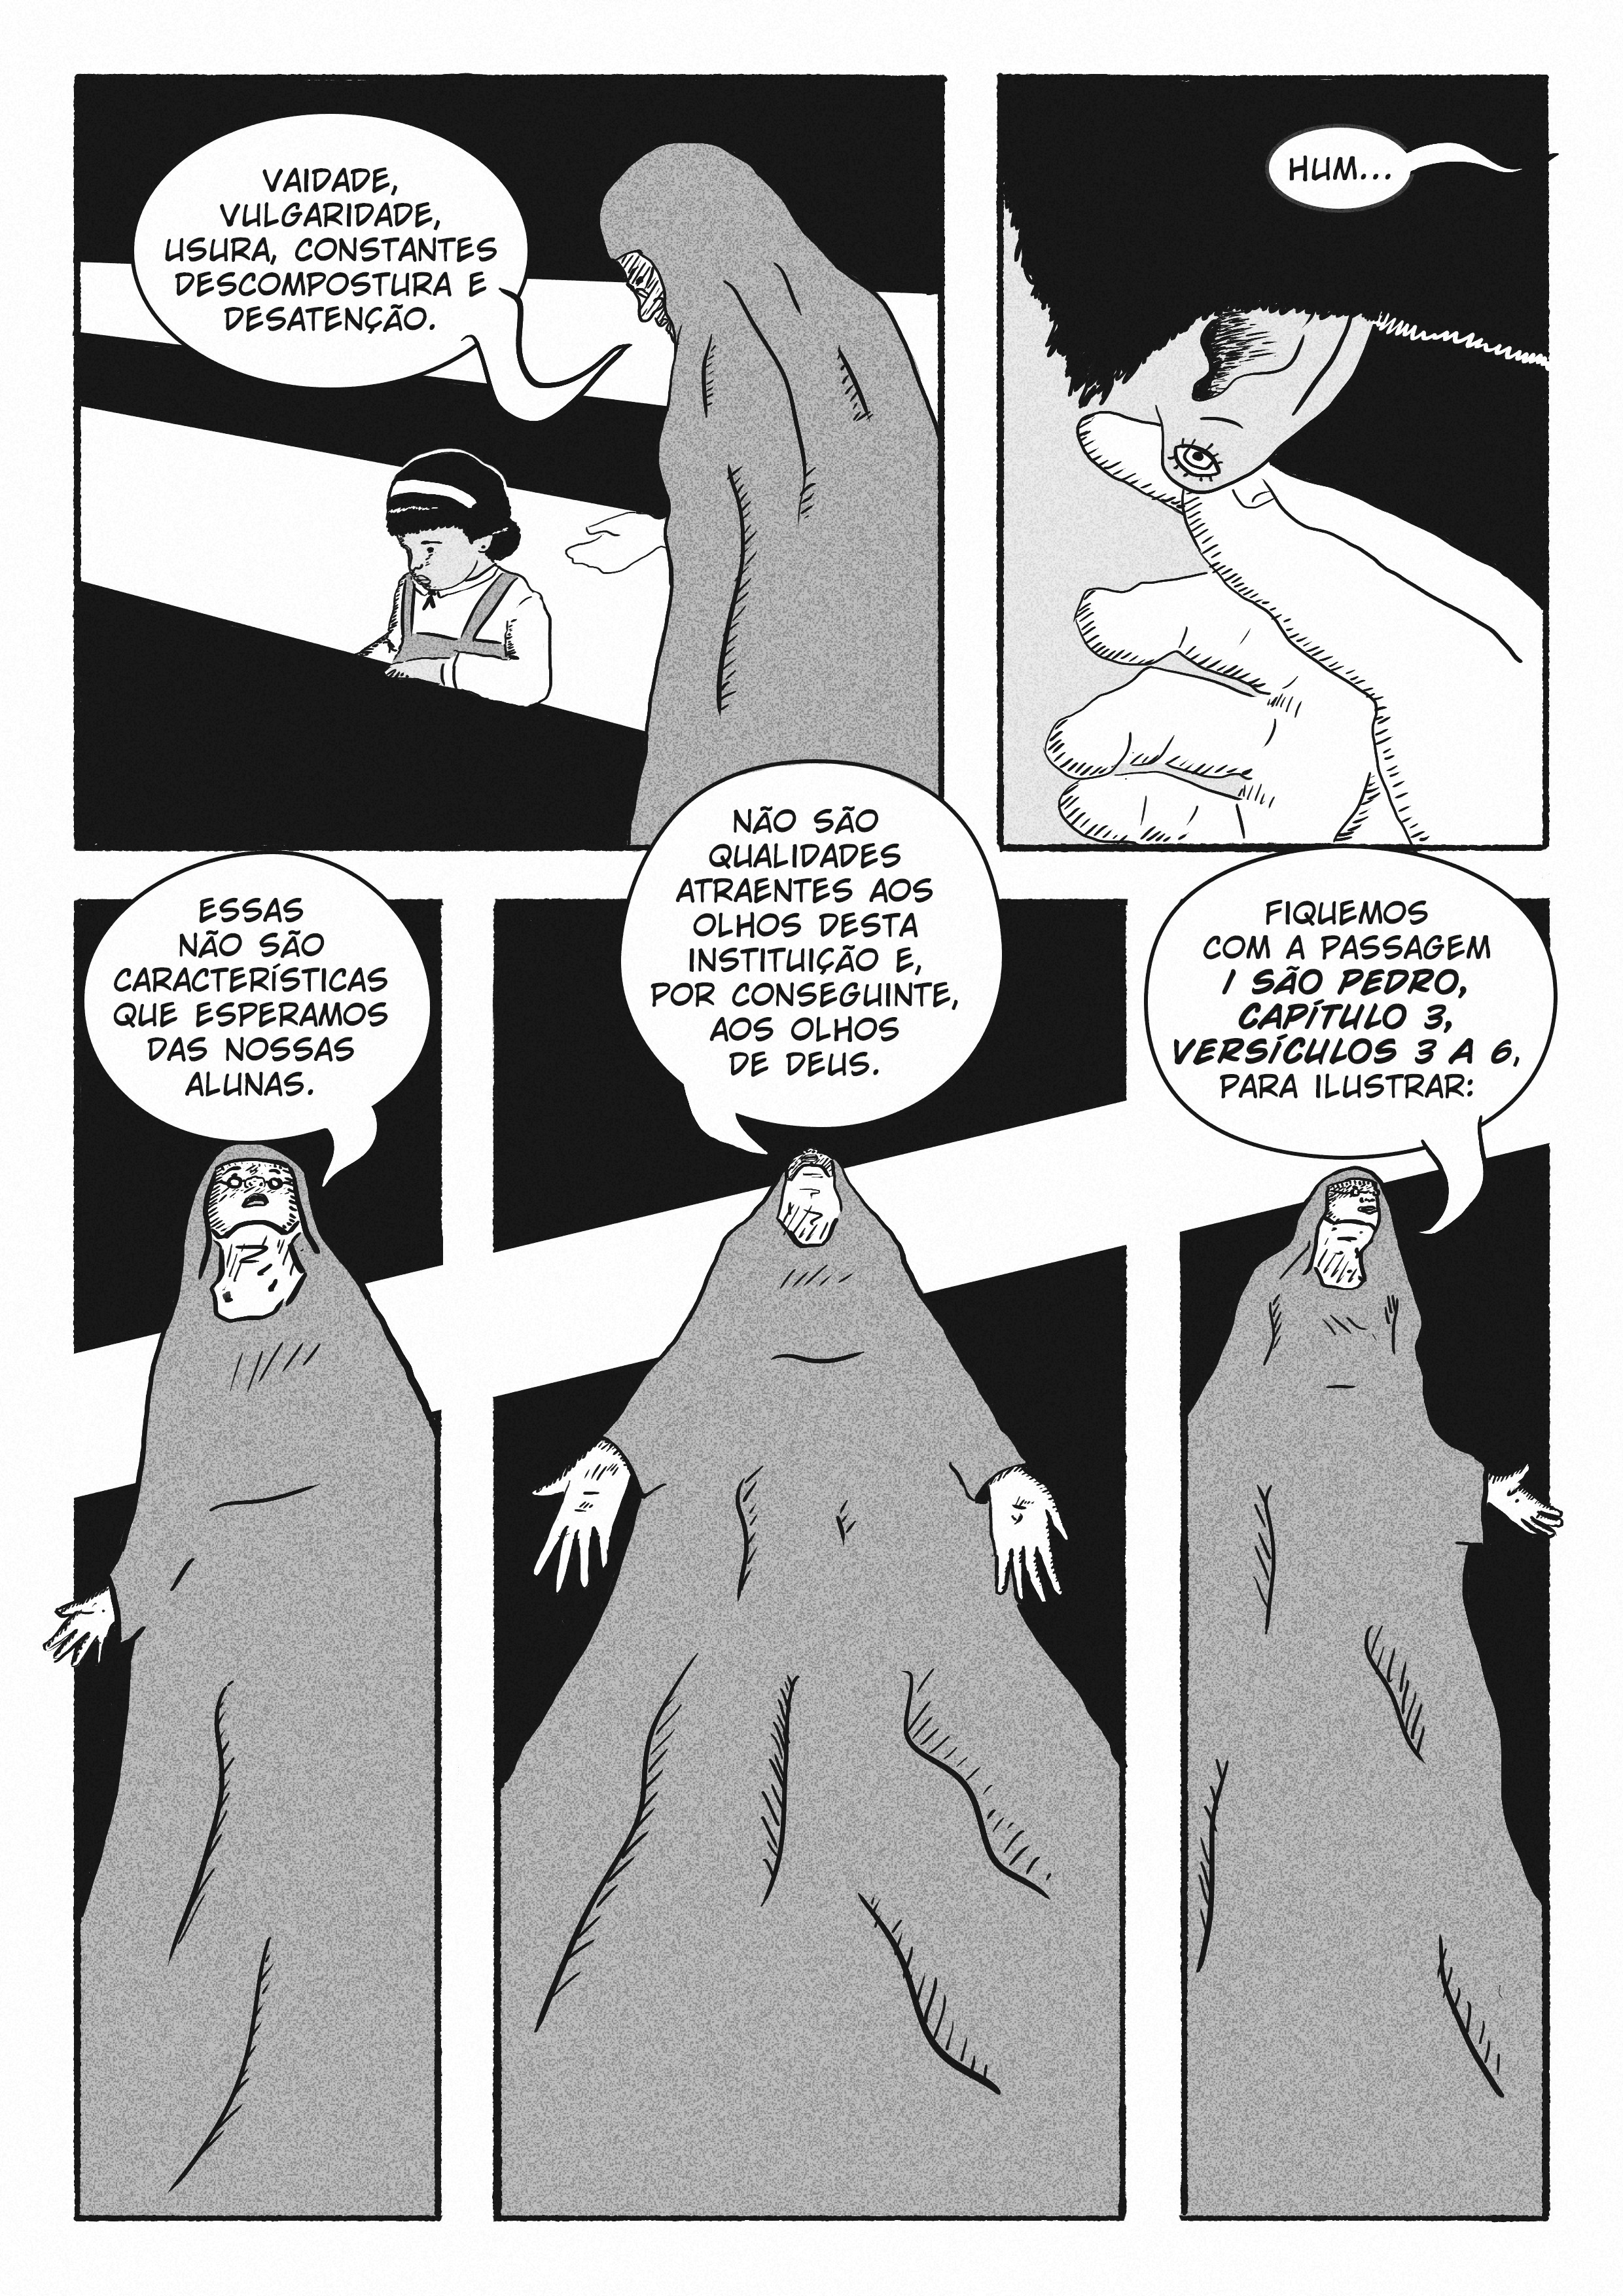 VAIDADE,
VULGARIDADE,
USURA, CONSTANTES
DESCOMPOSTURA E
DESATENÇÃO.
HUM...
ESSAS
NÃO SÃO
CARACTERÍSTICAS
QUE ESPERAMOS
DAS NOSSAS
ALUNAS.
NÃO SÃO
QUALIDADES
ATRAENTES AOS
OLHOS DESTA
INSTITUIÇÃO E,
POR CONSEGUINTE,
AOS OLHOS
DE DEUS.
FIQUEMOS
COM A PASSAGEM
I SÃO PEDRO,
CAPÍTULO 3,
VERSÍCULOS 3 A 6,
PARA ILUSTRAR: